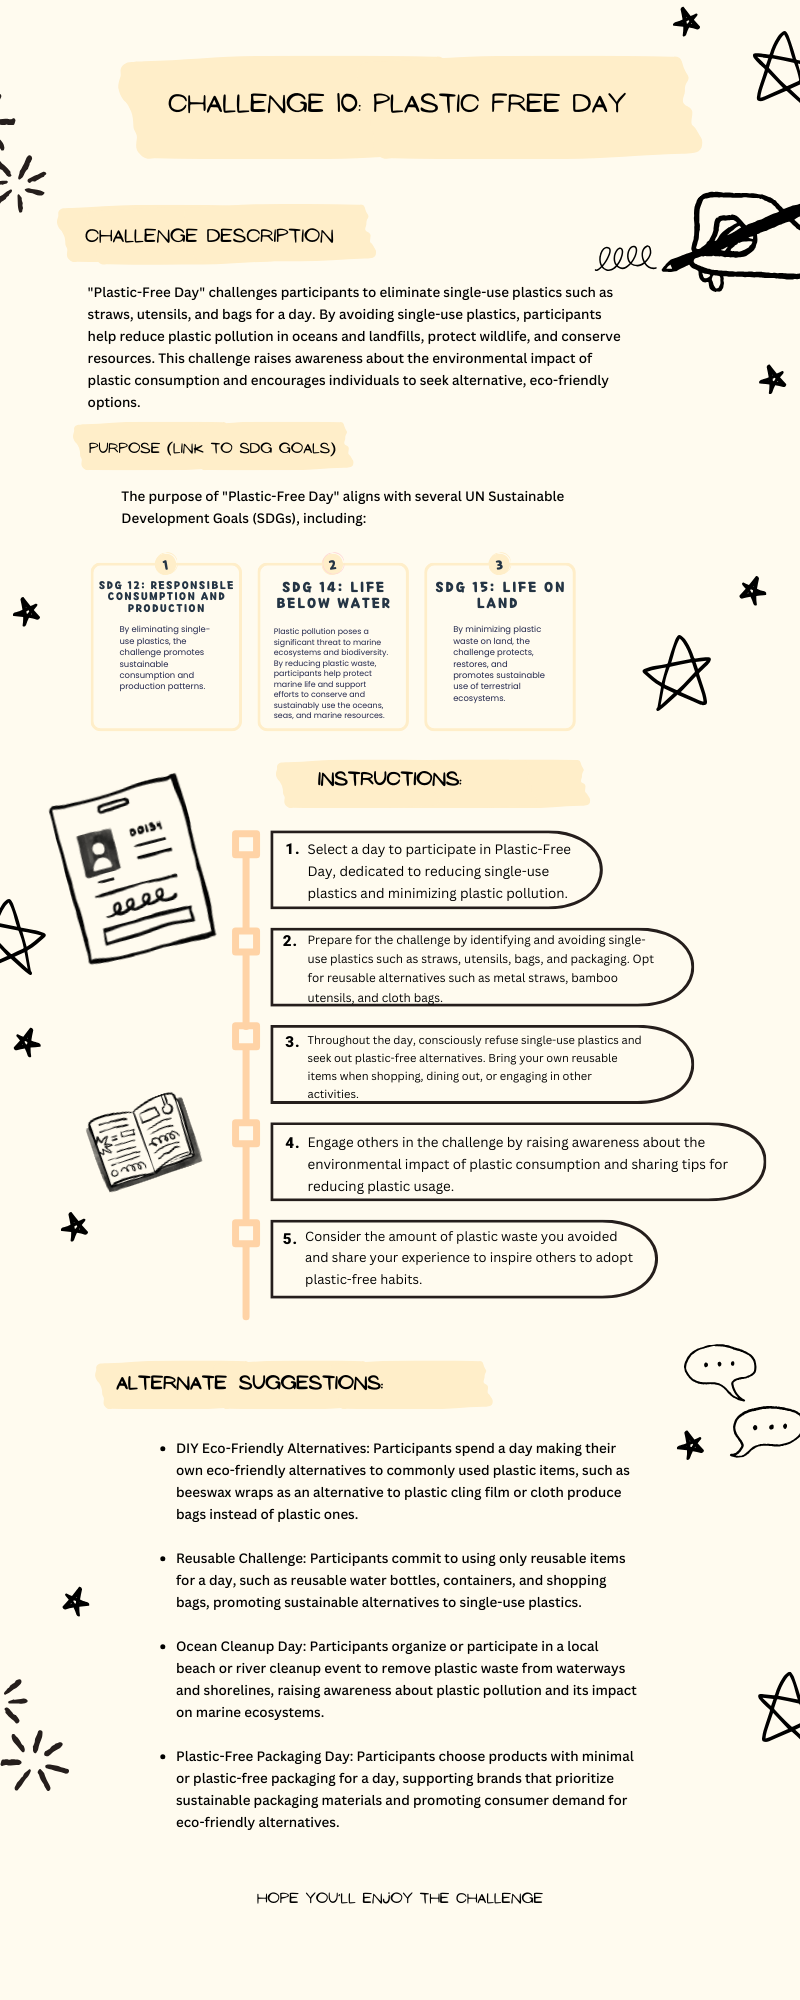 CHALLENGE 10: PLASTIC FREE DAY
CHALLENGE DESCRIPTION
"Plastic-Free Day" challenges participants to eliminate single-use plastics such as
straws, utensils, and bags for a day. By avoiding single-use plastics, participants
help reduce plastic pollution in oceans and landfills, protect wildlife, and conserve
resources. This challenge raises awareness about the environmental impact of
plastic consumption and encourages individuals to seek alternative, eco-friendly
options.
PURPOSE (LINK TO SDG GOALS)
The purpose of "Plastic-Free Day" aligns with several UN Sustainable
Development Goals (SDGs), including:
1
SDG 12: RESPONSIBLE
CONSUMPTION AND
PRODUCTION
By eliminating single-
use plastics, the
challenge promotes
sustainable
consumption and
production patterns.
2
SDG 14: LIFE
BELOW WATER
Plastic pollution poses a
significant threat to marine
ecosystems and biodiversity.
By reducing plastic waste,
participants help protect
marine life and support
efforts to conserve and
sustainably use the oceans,
seas, and marine resources.
3
SDG 15: LIFE ON
LAND
By minimizing plastic
waste on land, the
challenge protects,
restores, and
promotes sustainable
use of terrestrial
ecosystems.
INSTRUCTIONS:
1. Select a day to participate in Plastic-Free
Day, dedicated to reducing single-use
plastics and minimizing plastic pollution.
2. Prepare for the challenge by identifying and avoiding single-
use plastics such as straws, utensils, bags, and packaging. Opt
for reusable alternatives such as metal straws, bamboo
utensils, and cloth bags.
3. Throughout the day, consciously refuse single-use plastics and
seek out plastic-free alternatives. Bring your own reusable
items when shopping, dining out, or engaging in other
activities.
4. Engage others in the challenge by raising awareness about the
environmental impact of plastic consumption and sharing tips for
reducing plastic usage.
5. Consider the amount of plastic waste you avoided
and share your experience to inspire others to adopt
plastic-free habits.
ALTERNATE SUGGESTIONS:
• DIY Eco-Friendly Alternatives: Participants spend a day making their
own eco-friendly alternatives to commonly used plastic items, such as
beeswax wraps as an alternative to plastic cling film or cloth produce
bags instead of plastic ones.
• Reusable Challenge: Participants commit to using only reusable items
for a day, such as reusable water bottles, containers, and shopping
bags, promoting sustainable alternatives to single-use plastics.
• Ocean Cleanup Day: Participants organize or participate in a local
beach or river cleanup event to remove plastic waste from waterways
and shorelines, raising awareness about plastic pollution and its impact
on marine ecosystems.
• Plastic-Free Packaging Day: Participants choose products with minimal
or plastic-free packaging for a day, supporting brands that prioritize
sustainable packaging materials and promoting consumer demand for
eco-friendly alternatives.
HOPE YOU'LL ENJOY THE CHALLENGE